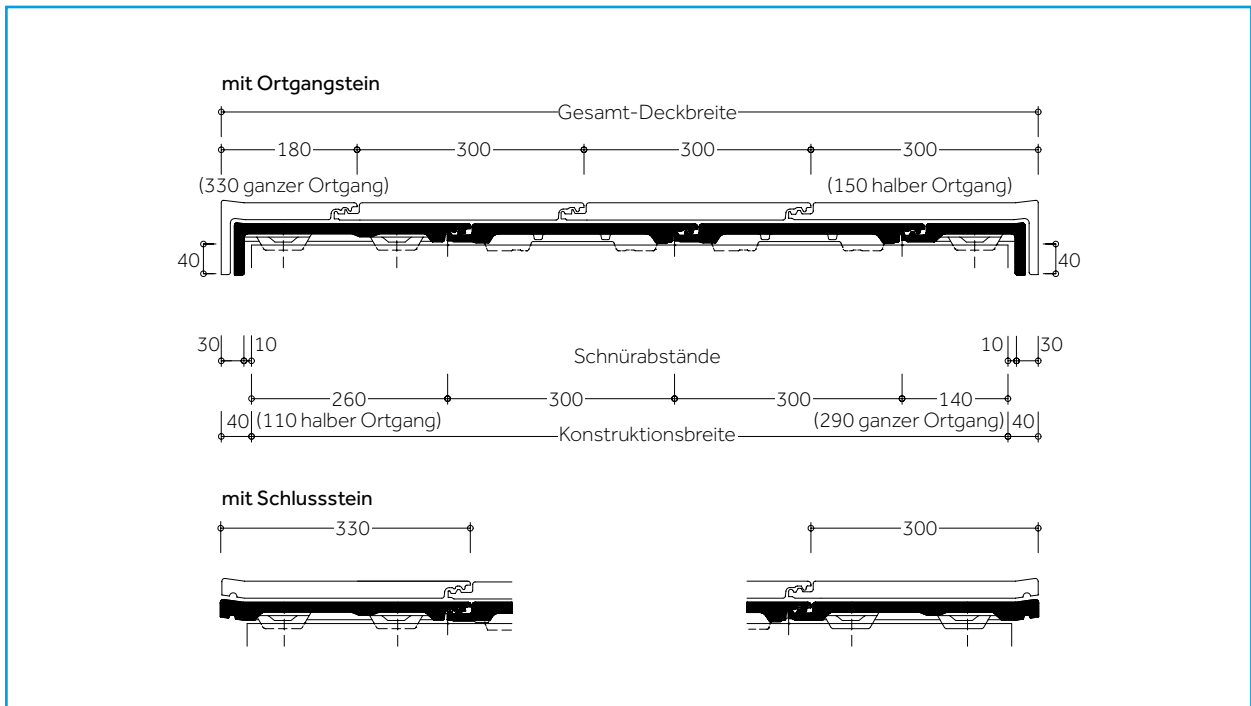 mit Ortgangstein
Gesamt-Deckbreite
180 300 300 300
(330 ganzer Ortgang) (150 halber Ortgang)
40 40
30 10 Schnürabstände 10 30
260 300 300 140
40 (110 halber Ortgang) (290 ganzer Ortgang) 40
Konstruktionsbreite
mit Schlussstein
330 300